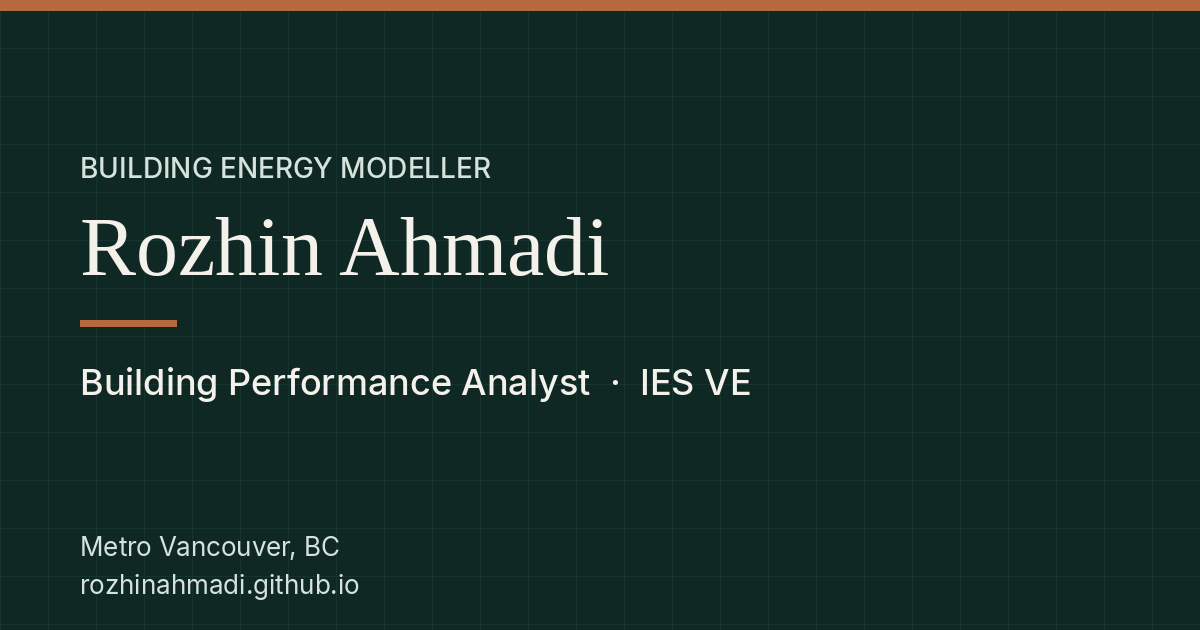 BUILDING ENERGY MODELLER
Rozhin Ahmadi
Building Performance Analyst · IES VE
Metro Vancouver, BC
rozhinahmadi.github.io